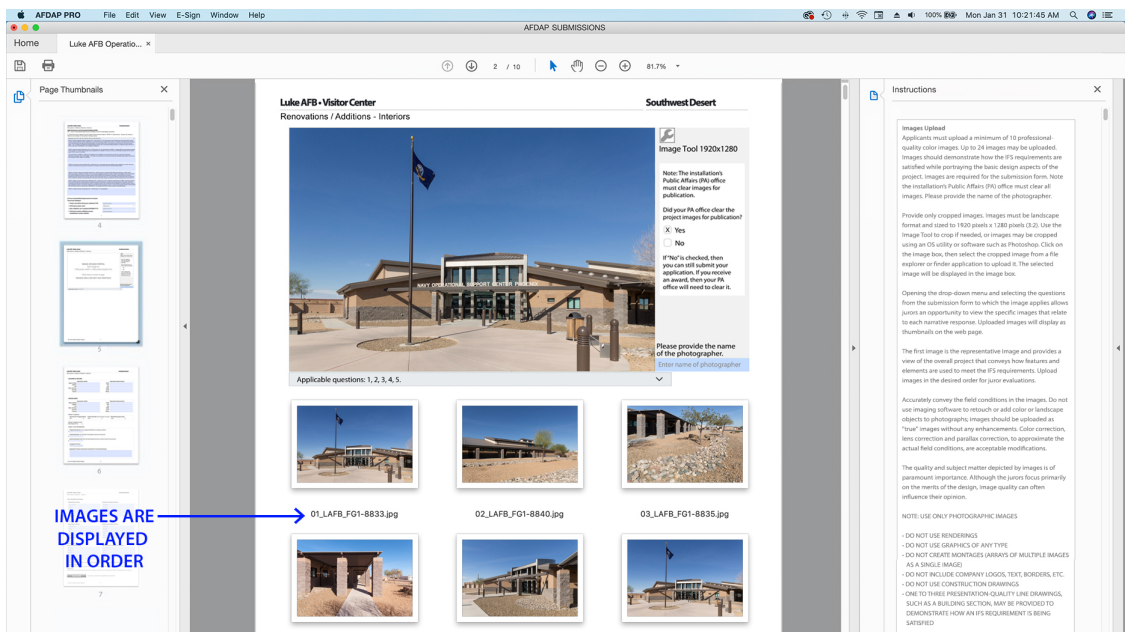 AFDAP PRO File Edit View E-Sign Window Help
100% Mon Jan 31 10:21:45 AM
AFDAP SUBMISSIONS
Home Luke AFB Operatio... ×
2 / 10 81.7%
Page Thumbnails
4
5
6
7
IMAGES ARE
DISPLAYED
IN ORDER
Luke AFB • Visitor Center Southwest Desert
Renovations / Additions - Interiors
NAVY OPERATIONAL SUPPORT CENTER PHOENIX
Image Tool 1920x1280
Note: The installation's
Public Affairs (PA) office
must clear images for
publication.
Did your PA office clear the
project images for publication?
X Yes
No
If "No" is checked, then
you can still submit your
application. If you receive
an award, then your PA
office will need to clear it.
Please provide the name
of the photographer.
Enter name of photographer
Applicable questions: 1, 2, 3, 4, 5.
01_LAFB_FG1-8833.jpg
02_LAFB_FG1-8840.jpg
03_LAFB_FG1-8835.jpg
Instructions
Images Upload
Applicants must upload a minimum of 10 professional-
quality color images. Up to 24 images may be uploaded.
Images should demonstrate how the IFS requirements are
satisfied while portraying the basic design aspects of the
project. Images are required for the submission form. Note
the installation's Public Affairs (PA) office must clear all
images. Please provide the name of the photographer.
Provide only cropped images. Images must be landscape
format and sized to 1920 pixels x 1280 pixels (3:2). Use the
Image Tool to crop if needed, or images may be cropped
using an OS utility or software such as Photoshop. Click on
the image box, then select the cropped image from a file
explorer or finder application to upload it. The selected
image will be displayed in the image box.
Opening the drop-down menu and selecting the questions
from the submission form to which the image applies allows
jurors an opportunity to view the specific images that relate
to each narrative response. Uploaded images will display as
thumbnails on the web page.
The first image is the representative image and provides a
view of the overall project that conveys how features and
elements are used to meet the IFS requirements. Upload
images in the desired order for juror evaluations.
Accurately convey the field conditions in the images. Do not
use imaging software to retouch or add color or landscape
objects to photographs; images should be uploaded as
"true" images without any enhancements. Color correction,
lens correction and parallax correction, to approximate the
actual field conditions, are acceptable modifications.
The quality and subject matter depicted by images is of
paramount importance. Although the jurors focus primarily
on the merits of the design, image quality can often
influence their opinion.
NOTE: USE ONLY PHOTOGRAPHIC IMAGES
- DO NOT USE RENDERINGS
- DO NOT USE GRAPHICS OF ANY TYPE
- DO NOT CREATE MONTAGES (ARRAYS OF MULTIPLE IMAGES
AS A SINGLE IMAGE)
- DO NOT INCLUDE COMPANY LOGOS, TEXT, BORDERS, ETC.
- DO NOT USE CONSTRUCTION DRAWINGS
- ONE TO THREE PRESENTATION-QUALITY LINE DRAWINGS,
SUCH AS A BUILDING SECTION, MAY BE PROVIDED TO
DEMONSTRATE HOW AN IFS REQUIREMENT IS BEING
SATISFIED